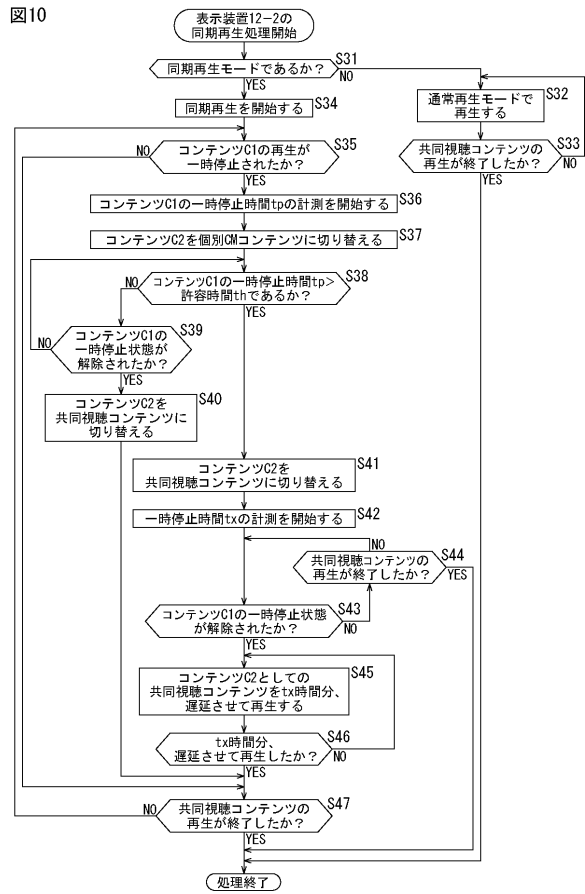 図10
表示装置12-2の
同期再生処理開始
同期再生モードであるか？
S31
NO
YES
S32
通常再生モードで
再生する
S34
同期再生を開始する
S33
共同視聴コンテンツの
再生が終了したか？
NO
YES
S35
NO
コンテンツC1の再生が
一時停止されたか？
YES
S36
コンテンツC1の一時停止時間tpの計測を開始する
S37
コンテンツC2を個別CMコンテンツに切り替える
S38
コンテンツC1の一時停止時間tp＞
許容時間thであるか？
NO
YES
S39
コンテンツC1の
一時停止状態が
解除されたか？
NO
YES
S40
コンテンツC2を
共同視聴コンテンツに
切り替える
S41
コンテンツC2を
共同視聴コンテンツに切り替える
S42
一時停止時間txの計測を開始する
NO
S44
共同視聴コンテンツの
再生が終了したか？
YES
S43
コンテンツC1の一時停止状態
が解除されたか？
NO
YES
S45
コンテンツC2としての
共同視聴コンテンツをtx時間分、
遅延させて再生する
S46
tx時間分、
遅延させて再生したか？
NO
YES
S47
NO
共同視聴コンテンツの
再生が終了したか？
YES
処理終了